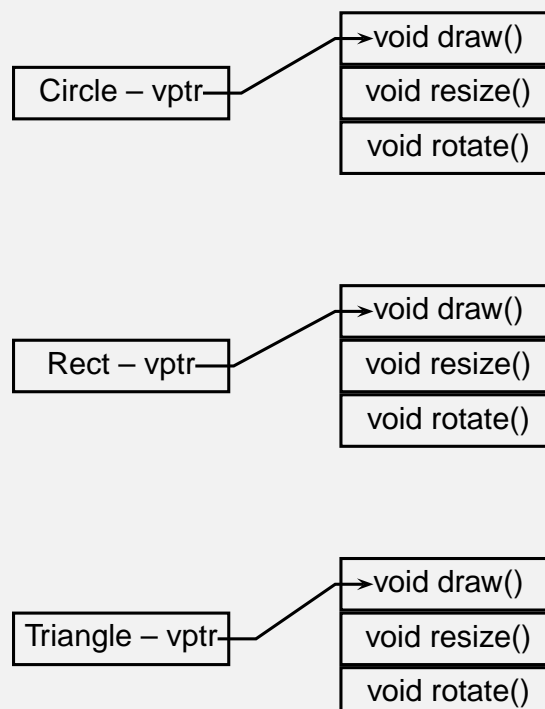 void draw()
Circle – vptr
void resize()
void rotate()
void draw()
Rect – vptr
void resize()
void rotate()
void draw()
Triangle – vptr
void resize()
void rotate()